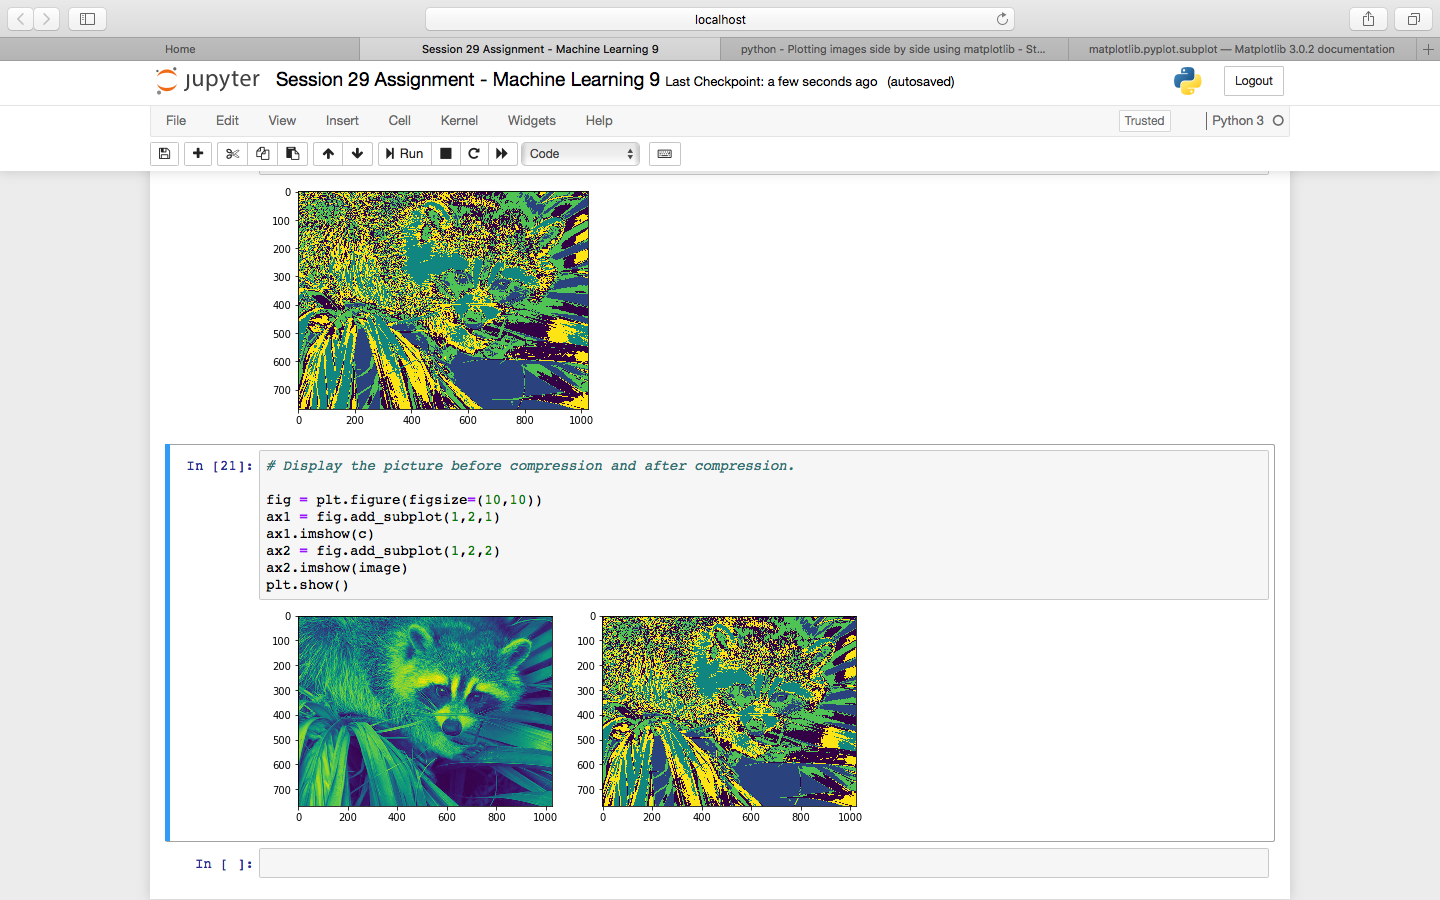 localhost
Home
Session 29 Assignment - Machine Learning 9
python - Plotting images side by side using matplotlib - St...
matplotlib.pyplot.subplot — Matplotlib 3.0.2 documentation
jupyter Session 29 Assignment - Machine Learning 9 Last Checkpoint: a few seconds ago (autosaved)
Logout
File Edit View Insert Cell Kernel Widgets Help
Trusted
Python 3
Run
Code
0
100
200
300
400
500
600
700
0 200 400 600 800 1000
In [21]:
# Display the picture before compression and after compression.
fig = plt.figure(figsize=(10,10))
ax1 = fig.add_subplot(1,2,1)
ax1.imshow(c)
ax2 = fig.add_subplot(1,2,2)
ax2.imshow(image)
plt.show()
0
100
200
300
400
500
600
700
0 200 400 600 800 1000
0
100
200
300
400
500
600
700
0 200 400 600 800 1000
In [ ]: